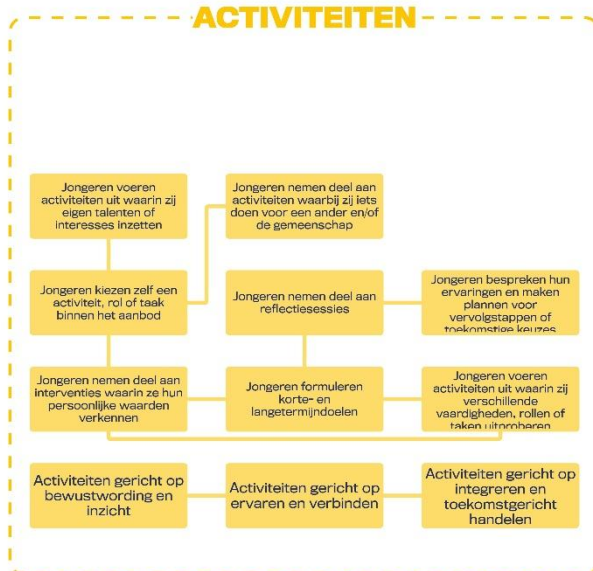 ACTIVITEITEN
Jongeren voeren
activiteiten uit waarin zij
eigen talenten of
interesses inzetten
Jongeren nemen deel aan
activiteiten waarbij zij iets
doen voor een ander en/of
de gemeenschap
Jongeren kiezen zelf een
activiteit, rol of taak
binnen het aanbod
Jongeren nemen deel aan
reflectiesessies
Jongeren bespreken hun
ervaringen en maken
plannen voor
vervolgstappen of
toekomstige keuzes
Jongeren nemen deel aan
interventies waarin ze hun
persoonlijke waarden
verkennen
Jongeren formuleren
korte- en
langetermijndoelen
Jongeren voeren
activiteiten uit waarin zij
verschillende
vaardigheden, rollen of
taken uitproberen
Activiteiten gericht op
bewustwording en
inzicht
Activiteiten gericht op
ervaren en verbinden
Activiteiten gericht op
integreren en
toekomstgericht
handelen